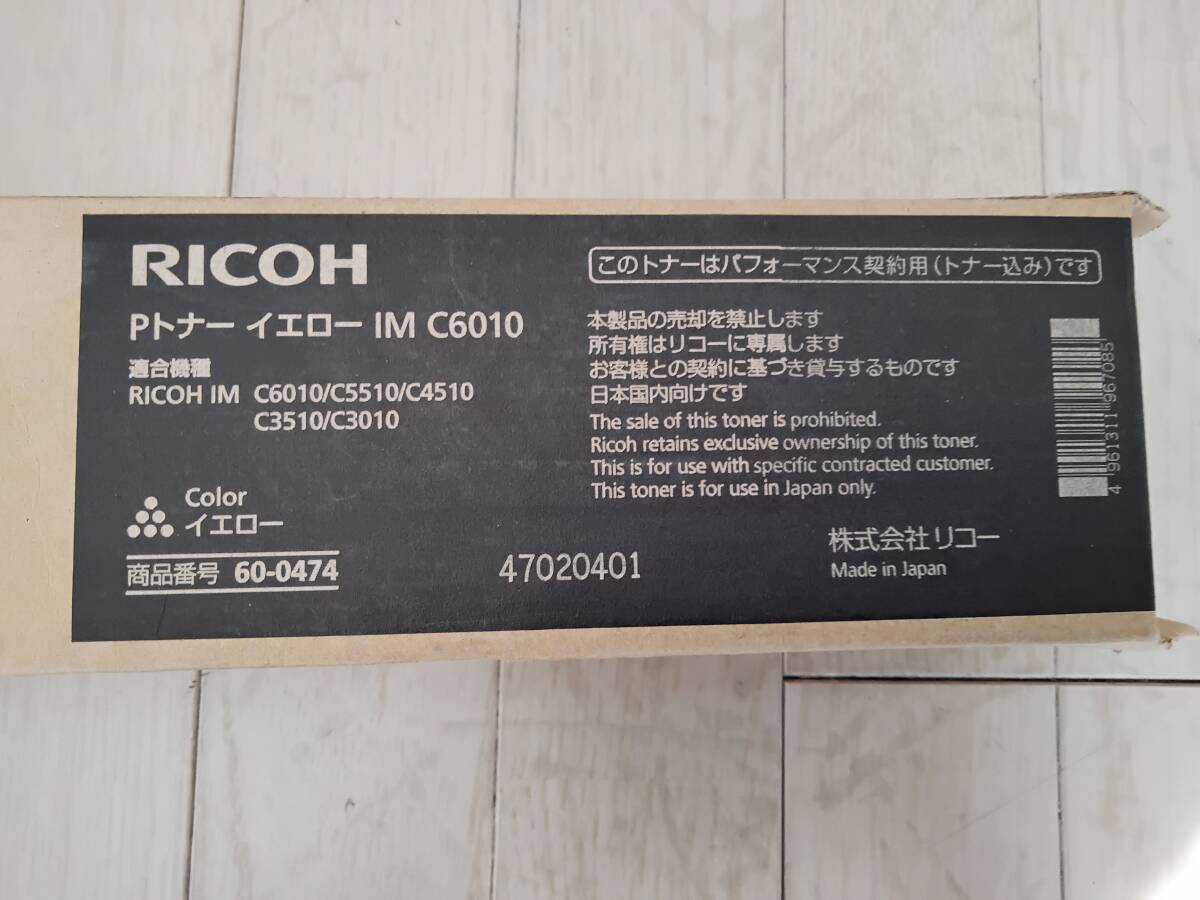 RICOH
Pトナー イエロー IM C6010
適合機種
RICOH IM C6010/C5510/C4510
C3510/C3010
Color
イエロー
商品番号 60-0474
47020401
このトナーはパフォーマンス契約用(トナー込み)です
本製品の売却を禁止します
所有権はリコーに専属します
お客様との契約に基づき貸与するものです
日本国内向けです
The sale of this toner is prohibited.
Ricoh retains exclusive ownership of this toner.
This is for use with specific contracted customer.
This toner is for use in Japan only.
株式会社リコー
Made in Japan
4 961311 967085